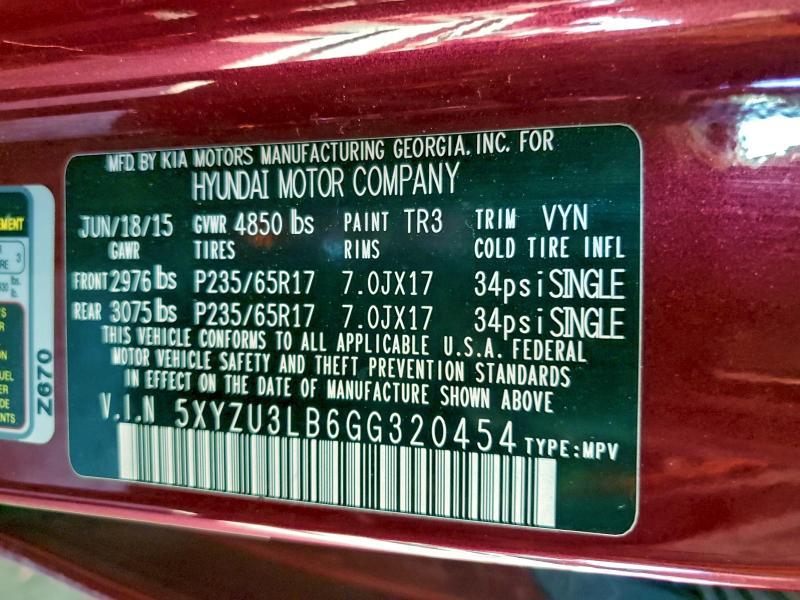 MFD. BY KIA MOTORS MANUFACTURING GEORGIA. INC. FOR
HYUNDAI MOTOR COMPANY
JUN/18/15 GVWR 4850 lbs PAINT TR3 TRIM VYN
GAWR TIRES RIMS COLD TIRE INFL
FRONT 2976 lbs P235/65R17 7.0JX17 34psi SINGLE
REAR 3075 lbs P235/65R17 7.0JX17 34psi SINGLE
THIS VEHICLE CONFORMS TO ALL APPLICABLE U.S.A. FEDERAL
MOTOR VEHICLE SAFETY AND THEFT PREVENTION STANDARDS
IN EFFECT ON THE DATE OF MANUFACTURE SHOWN ABOVE
V.I.N 5XYZU3LB6GG320454 TYPE:MPV
Z670